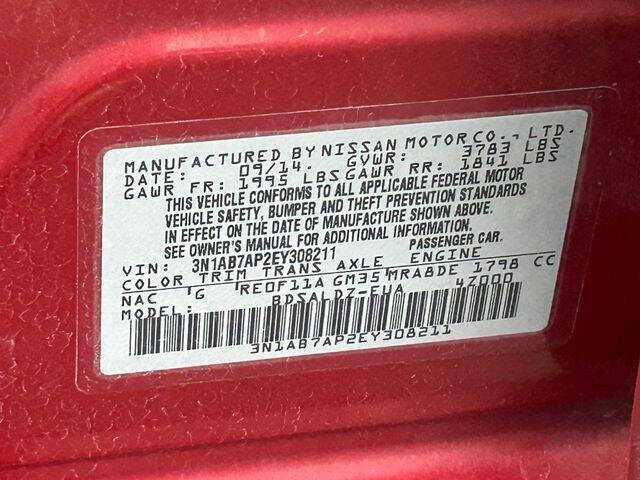 MANUFACTURED BY NISSAN MOTOR CO., LTD.
DATE: 09/14. GVWR: 3783 LBS
GAWR FR: 1995 LBS GAWR RR: 1841 LBS
THIS VEHICLE CONFORMS TO ALL APPLICABLE FEDERAL MOTOR
VEHICLE SAFETY, BUMPER AND THEFT PREVENTION STANDARDS
IN EFFECT ON THE DATE OF MANUFACTURE SHOWN ABOVE.
SEE OWNER'S MANUAL FOR ADDITIONAL INFORMATION.
VIN: 3N1AB7AP2EY308211 PASSENGER CAR.
COLOR TRIM TRANS AXLE ENGINE
NAC G RE0F11A GM35 MRA8DE 1798 CC
MODEL: BDSALDZ-EUA 4Z000
3N1AB7AP2EY308211